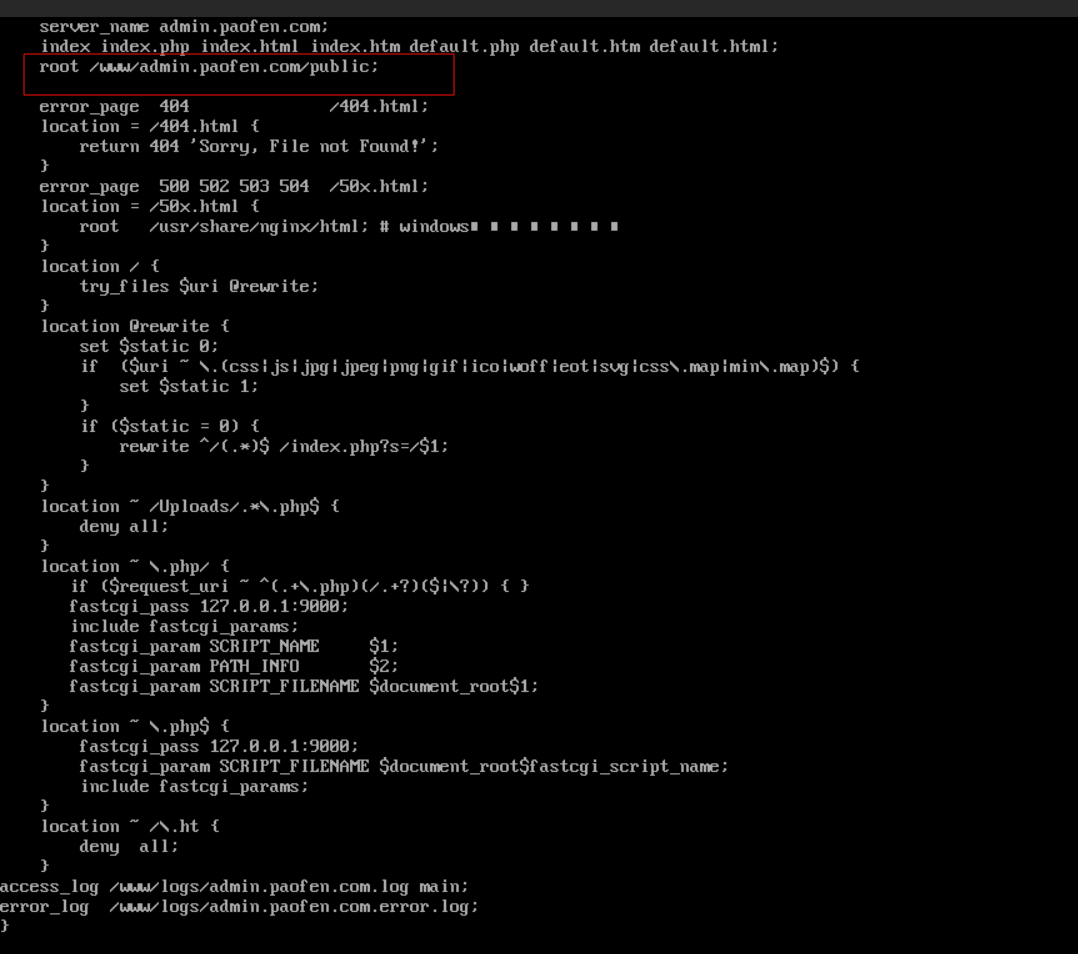 server_name admin.paofen.com;
index index.php index.html index.htm default.php default.htm default.html;
root /www/admin.paofen.com/public;
error_page  404              /404.html;
location = /404.html {
return 404 'Sorry, File not Found!';
}
error_page  500 502 503 504  /50x.html;
location = /50x.html {
root   /usr/share/nginx/html; # windows
}
location / {
try_files $uri @rewrite;
}
location @rewrite {
set $static 0;
if  ($uri ~ \.(css|js|jpg|jpeg|png|gif|ico|woff|eot|svg|css\.map|min\.map)$) {
set $static 1;
}
if ($static = 0) {
rewrite ^/(.*)$ /index.php?s=/$1;
}
}
location ~ /Uploads/.*\.php$ {
deny all;
}
location ~ \.php/ {
if ($request_uri ~ ^(.+\.php)(/.+?)($|\?)) { }
fastcgi_pass 127.0.0.1:9000;
include fastcgi_params;
fastcgi_param SCRIPT_NAME     $1;
fastcgi_param PATH_INFO       $2;
fastcgi_param SCRIPT_FILENAME $document_root$1;
}
location ~ \.php$ {
fastcgi_pass 127.0.0.1:9000;
fastcgi_param SCRIPT_FILENAME $document_root$fastcgi_script_name;
include fastcgi_params;
}
location ~ /\.ht {
deny  all;
}
access_log /www/logs/admin.paofen.com.log main;
error_log  /www/logs/admin.paofen.com.error.log;
}